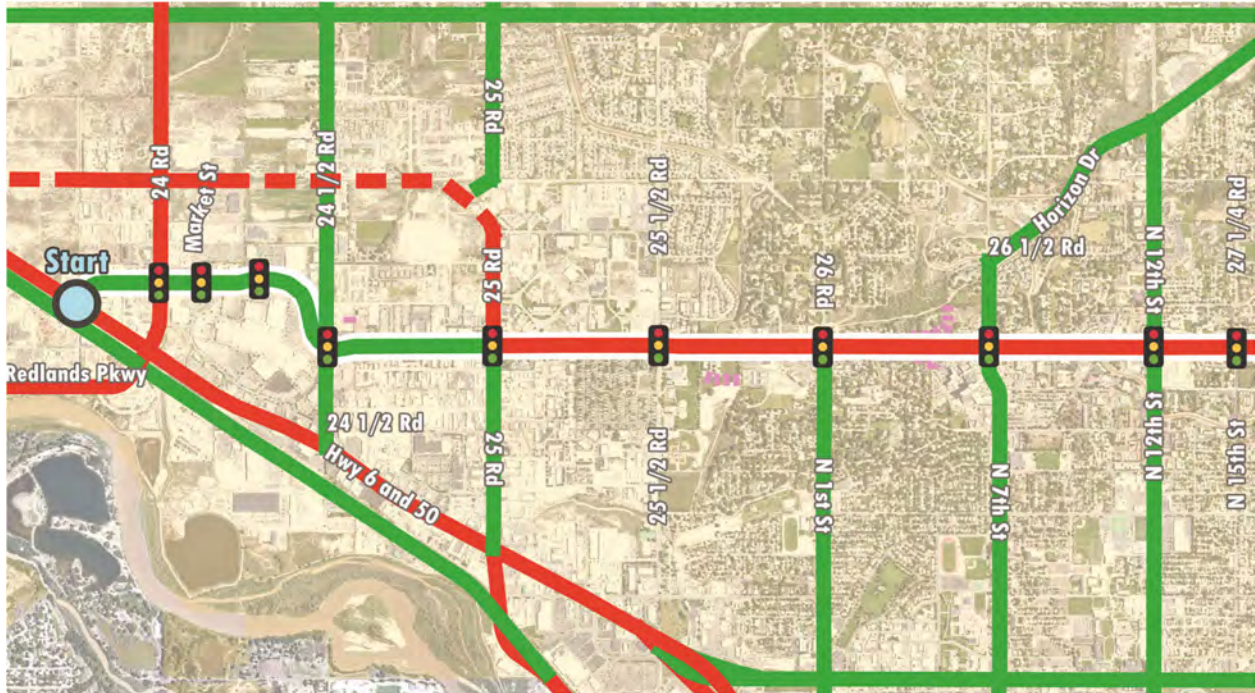 25 Rd
24 Rd
Market St
24 1/2 Rd
25 1/2 Rd
26 Rd
Horizon Dr
26 1/2 Rd
N 12th St
27 1/4 Rd
Start
25 Rd
Redlands Pkwy
24 1/2 Rd
Hwy 6 and 50
25 Rd
25 1/2 Rd
N 1st St
N 7th St
N 12th St
N 15th St